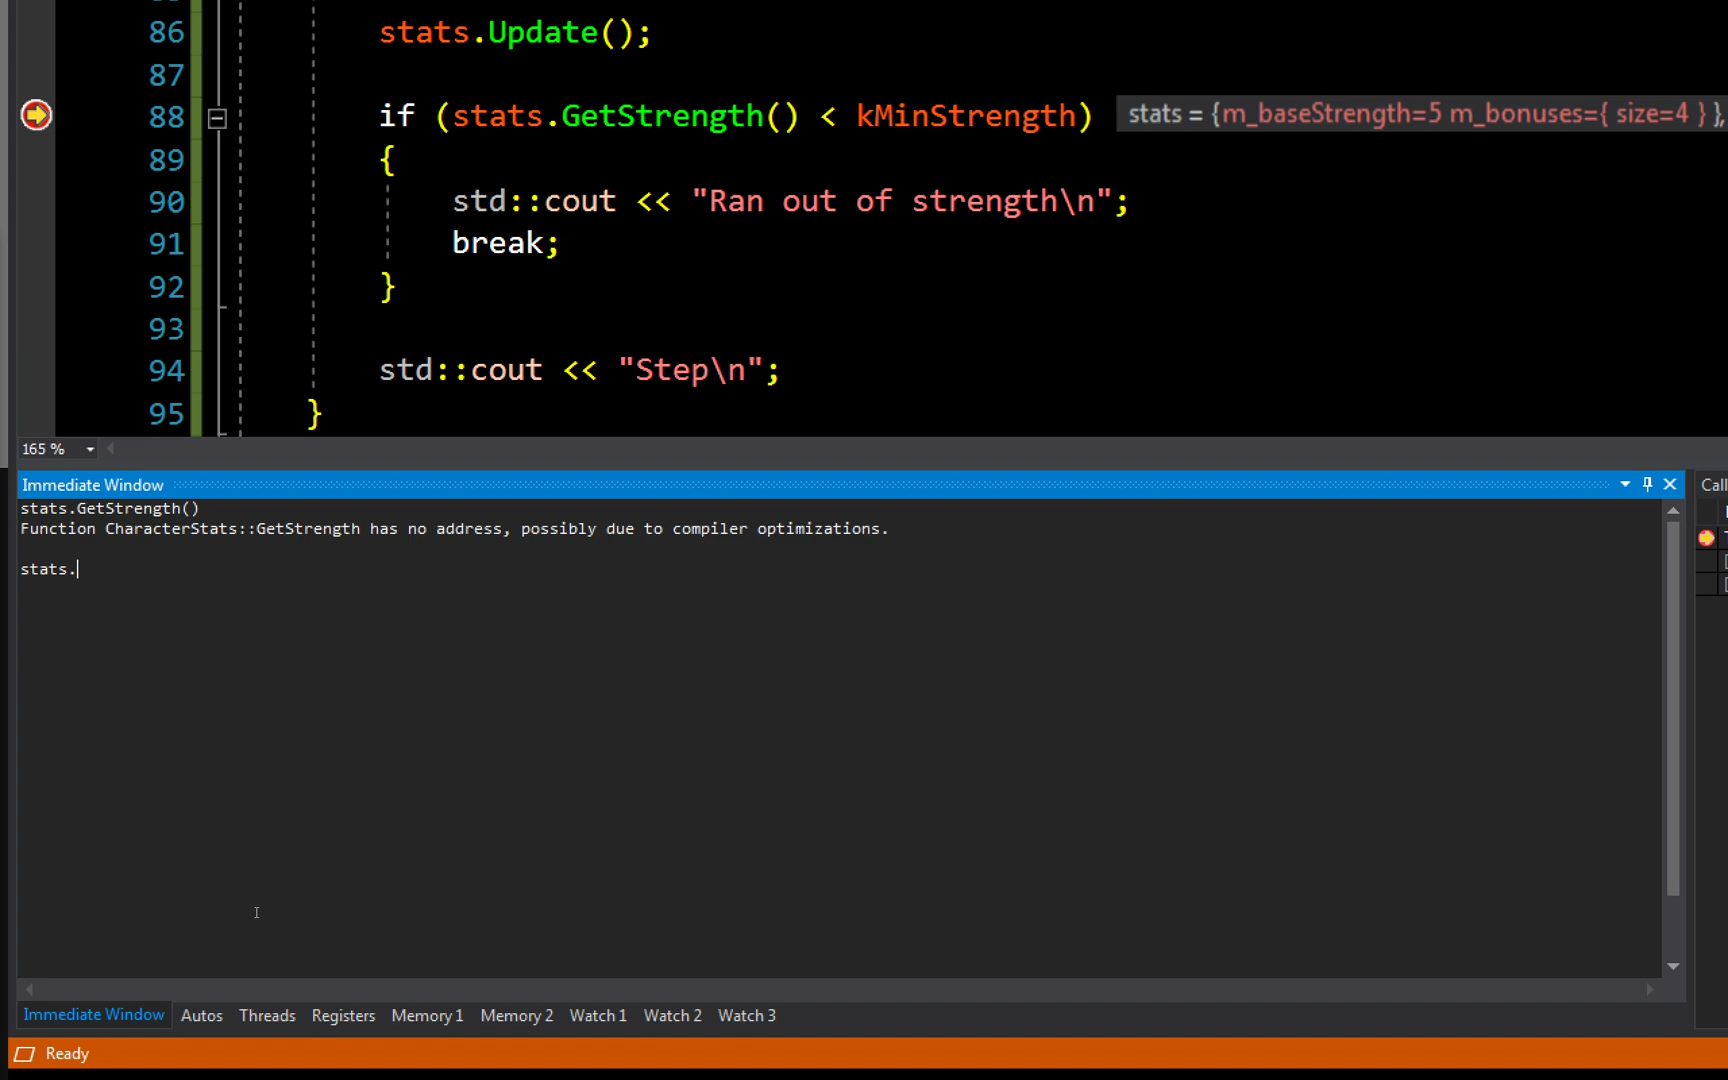 86 stats.Update();
87
88 if (stats.GetStrength() < kMinStrength) stats = {m_baseStrength=5 m_bonuses={ size=4 } },
89 {
90 std::cout << "Ran out of strength\n";
91 break;
92 }
93
94 std::cout << "Step\n";
95 }
165 %
Immediate Window
Call
stats.GetStrength()
Function CharacterStats::GetStrength has no address, possibly due to compiler optimizations.
stats.
Immediate Window Autos Threads Registers Memory 1 Memory 2 Watch 1 Watch 2 Watch 3
Ready